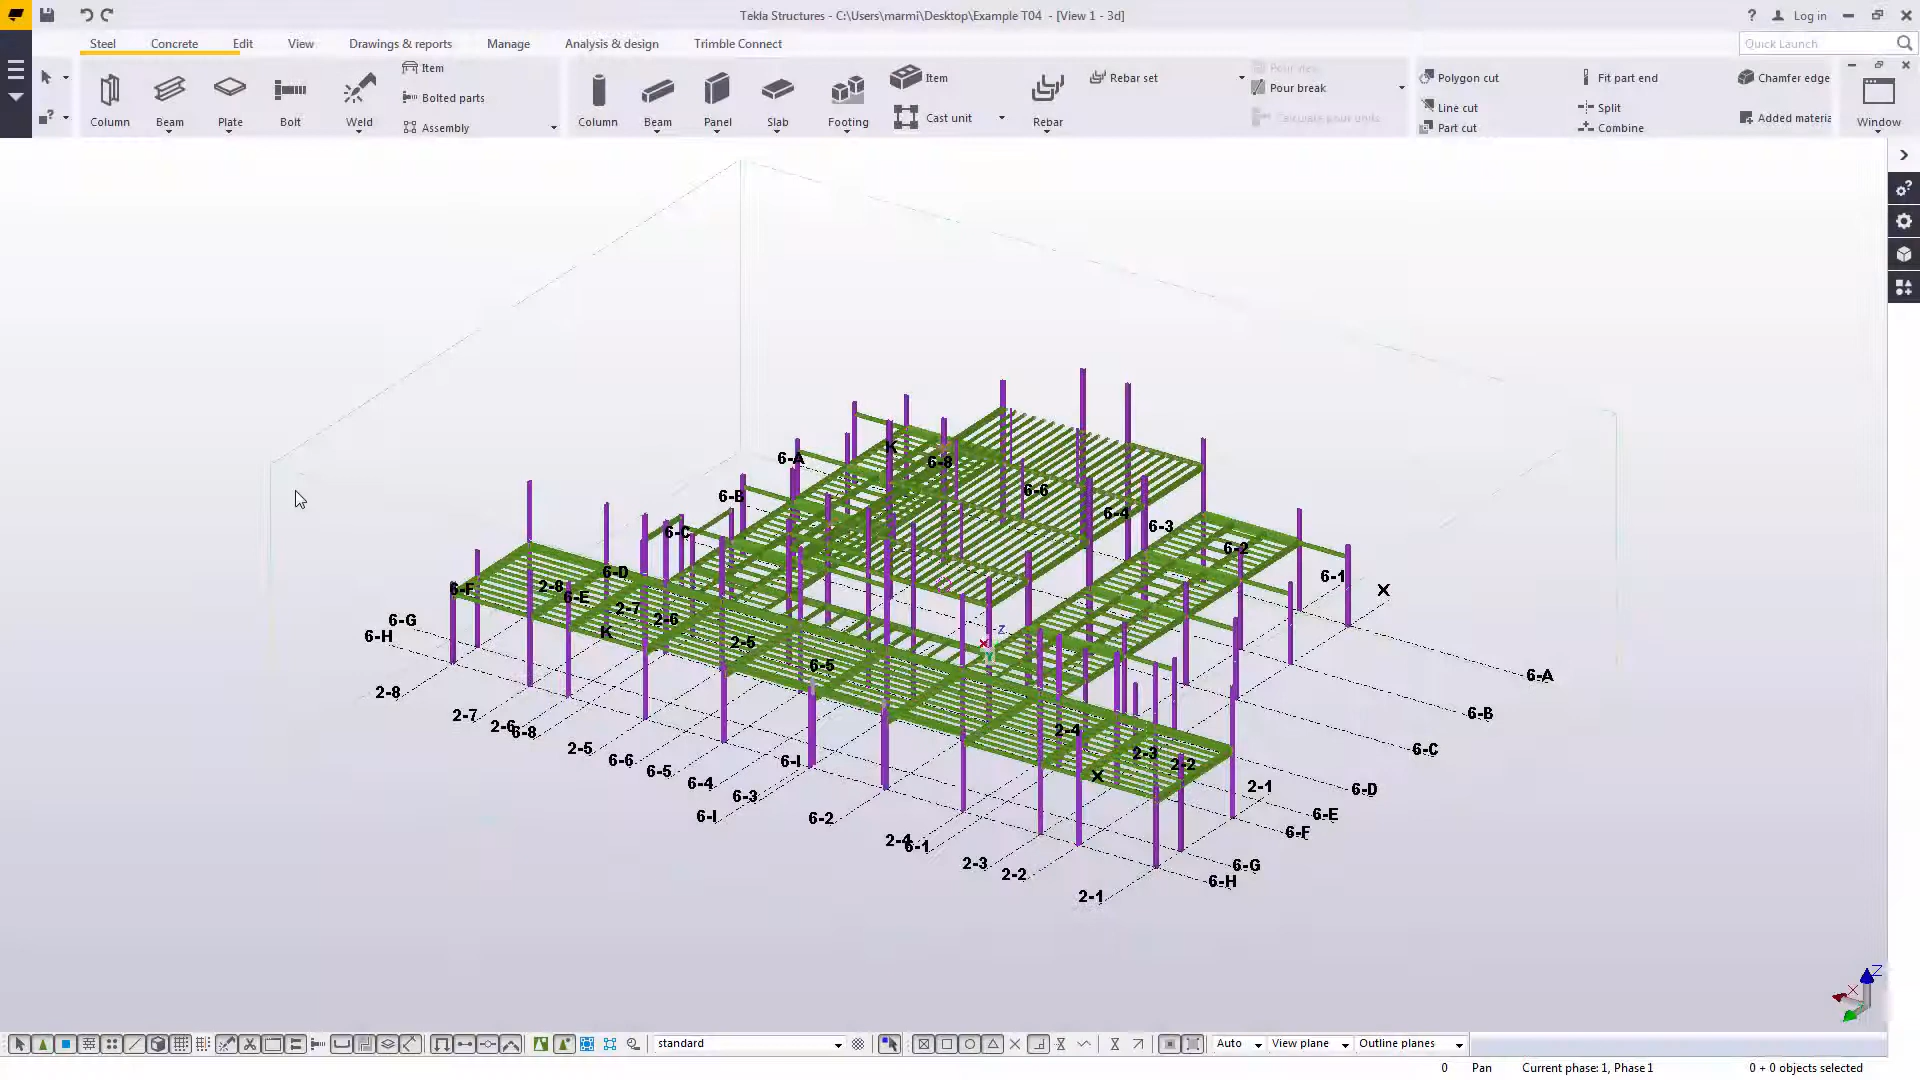 Tekla Structures - C:\Users\marmi\Desktop\Example T04 - [View 1 - 3d]
? Log in
Steel Concrete Edit View Drawings & reports Manage Analysis & design Trimble Connect
Quick Launch
Column Beam Plate Bolt Weld
Item
Bolted parts
Assembly
Column Beam Panel Slab Footing
Item
Cast unit
Rebar
Rebar set
Pour view
Pour break
Calculate pour units
Polygon cut
Line cut
Part cut
Fit part end
Split
Combine
Chamfer edge
Added materia
Window
K
6-A 6-8
6-B 6-6
6-4
6-C 6-3
6-2
6-D 6-1
6-F 2-8 6-E X
2-7
6-G 2-6
6-H K Z
2-5 Y
6-5
6-A
2-8
6-B
2-7
2-6 6-8 2-4
2-5 6-C
6-6 6-I 2-3
6-5 2-2
X
6-4 2-1 6-D
6-3
6-I 6-2 6-E
6-F
2-4 6-1
2-3 6-G
2-2 6-H
2-1
Z
X
standard
Auto View plane Outline planes
0 Pan Current phase: 1, Phase 1 0 + 0 objects selected